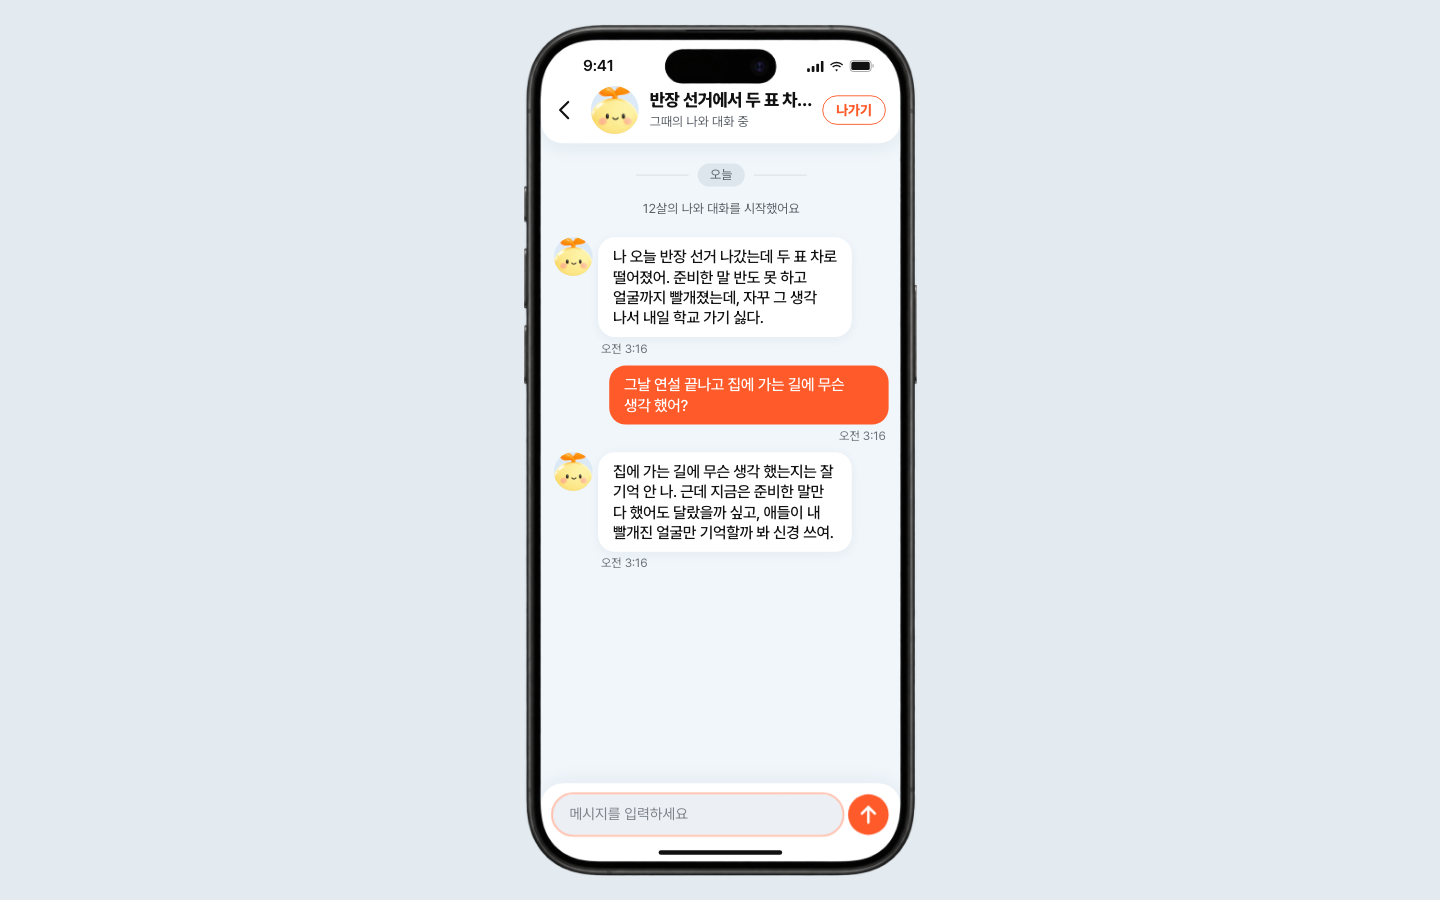 9:41
반장 선거에서 두 표 차...
그때의 나와 대화 중
나가기
오늘
12살의 나와 대화를 시작했어요
나 오늘 반장 선거 나갔는데 두 표 차로
떨어졌어. 준비한 말 반도 못 하고
얼굴까지 빨개졌는데, 자꾸 그 생각
나서 내일 학교 가기 싫다.
오전 3:16
그날 연설 끝나고 집에 가는 길에 무슨
생각 했어?
오전 3:16
집에 가는 길에 무슨 생각 했는지는 잘
기억 안 나. 근데 지금은 준비한 말만
다 했어도 달랐을까 싶고, 애들이 내
빨개진 얼굴만 기억할까 봐 신경 쓰여.
오전 3:16
메시지를 입력하세요